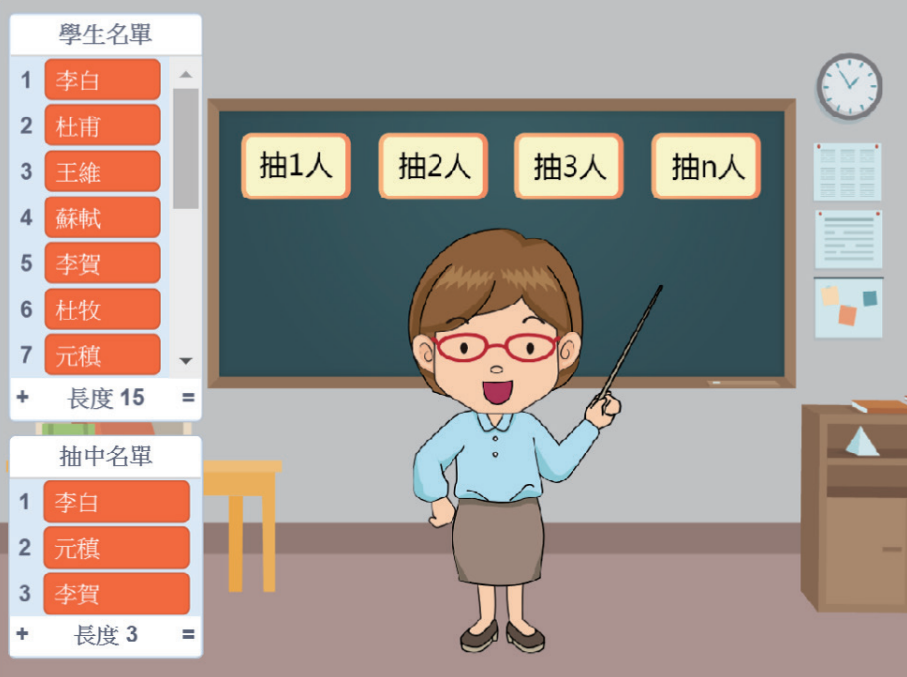 學生名單
1 李白
2 杜甫
3 王維
4 蘇軾
5 李賀
6 杜牧
7 元稹
+ 長度 15 =
抽中名單
1 李白
2 元稹
3 李賀
+ 長度 3 =
抽1人 抽2人 抽3人 抽n人